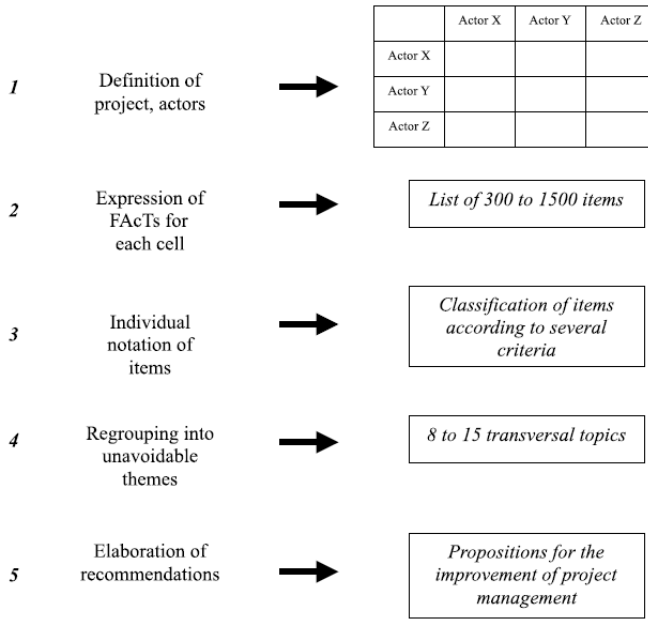 Actor X Actor Y Actor Z
Actor X
Actor Y
Actor Z
1 Definition of
project, actors
2 Expression of
FAcTs for
each cell
List of 300 to 1500 items
3 Individual
notation of
items
Classification of items
according to several
criteria
4 Regrouping into
unavoidable
themes
8 to 15 transversal topics
5 Elaboration of
recommendations
Propositions for the
improvement of project
management